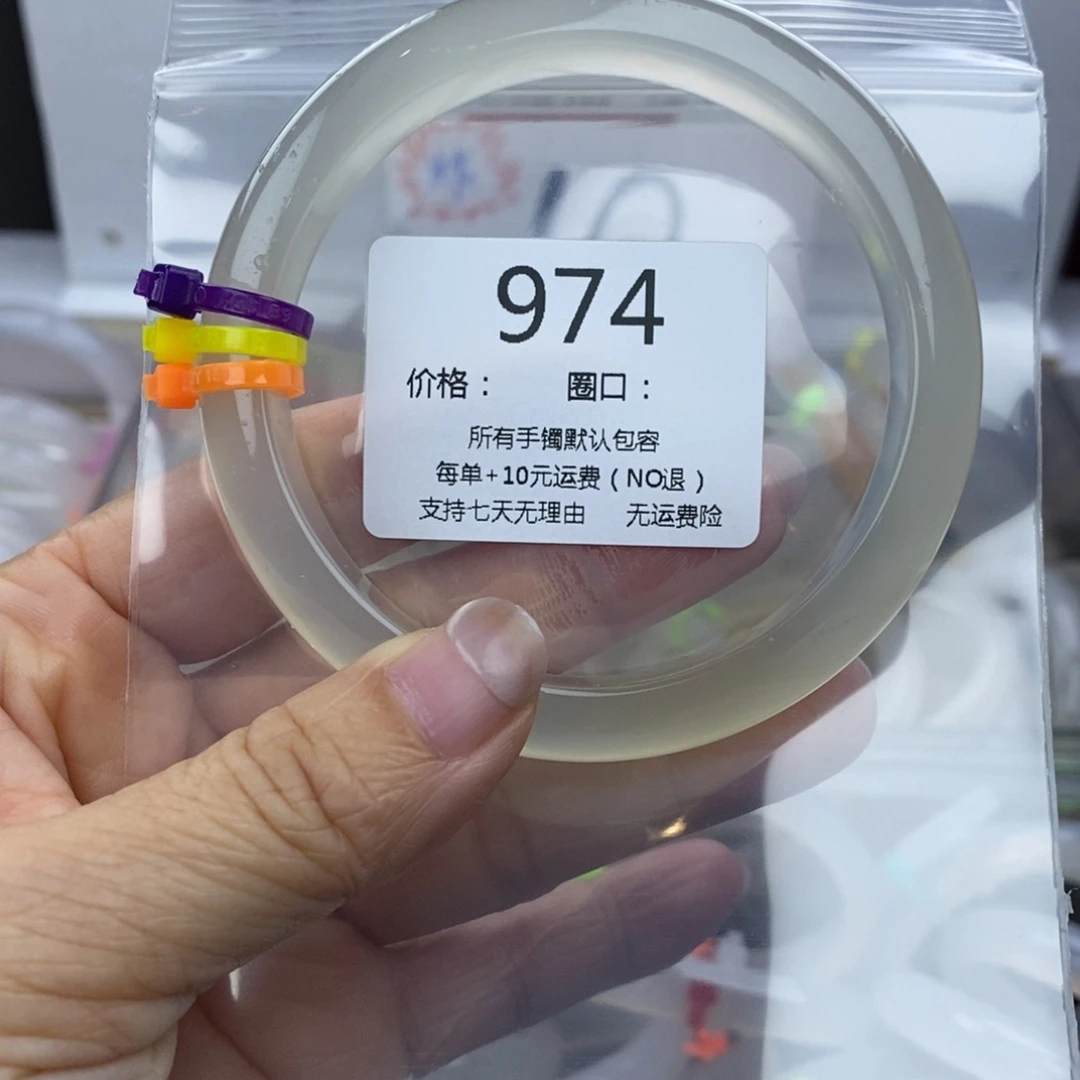 10
974
价格： 圈口：
所有手镯默认包容
每单+10元运费（NO退）
支持七天无理由 无运费险